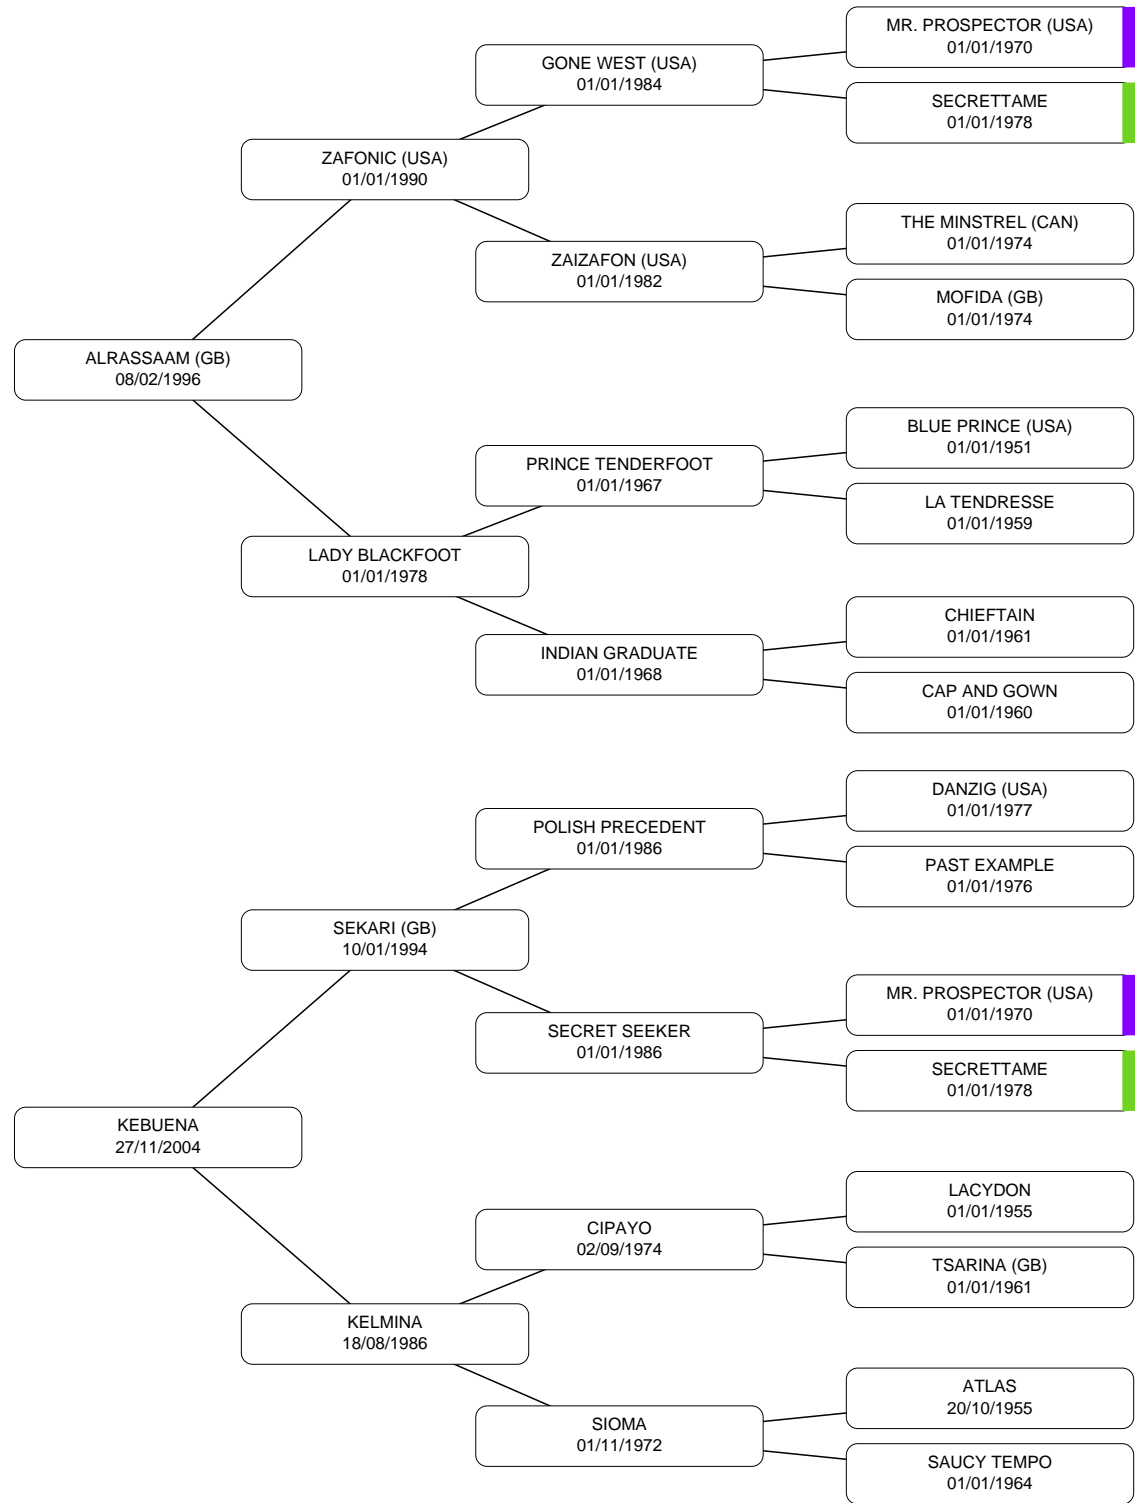 MR. PROSPECTOR (USA)
01/01/1970
GONE WEST (USA)
01/01/1984
SECRETTAME
01/01/1978
ZAFONIC (USA)
01/01/1990
THE MINSTREL (CAN)
01/01/1974
ZAIZAFON (USA)
01/01/1982
MOFIDA (GB)
01/01/1974
ALRASSAAM (GB)
08/02/1996
BLUE PRINCE (USA)
01/01/1951
PRINCE TENDERFOOT
01/01/1967
LA TENDRESSE
01/01/1959
LADY BLACKFOOT
01/01/1978
CHIEFTAIN
01/01/1961
INDIAN GRADUATE
01/01/1968
CAP AND GOWN
01/01/1960
DANZIG (USA)
01/01/1977
POLISH PRECEDENT
01/01/1986
PAST EXAMPLE
01/01/1976
SEKARI (GB)
10/01/1994
MR. PROSPECTOR (USA)
01/01/1970
SECRET SEEKER
01/01/1986
SECRETTAME
01/01/1978
KEBUENA
27/11/2004
LACYDON
01/01/1955
CIPAYO
02/09/1974
TSARINA (GB)
01/01/1961
KELMINA
18/08/1986
ATLAS
20/10/1955
SIOMA
01/11/1972
SAUCY TEMPO
01/01/1964